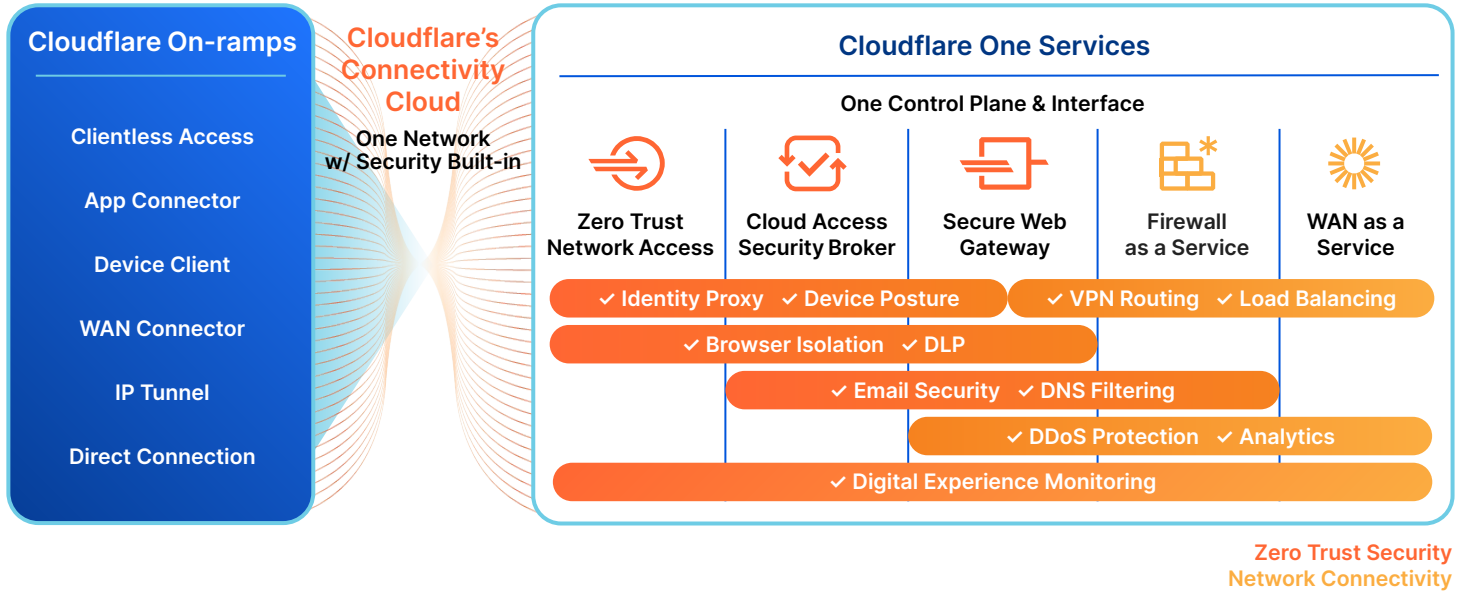 Cloudflare On-ramps
Clientless Access
App Connector
Device Client
WAN Connector
IP Tunnel
Direct Connection
Cloudflare's
Connectivity
Cloud
One Network
w/ Security Built-in
Cloudflare One Services
One Control Plane & Interface
Zero Trust
Network Access
Cloud Access
Security Broker
Secure Web
Gateway
Firewall
as a Service
WAN as a
Service
✓ Identity Proxy ✓ Device Posture
✓ VPN Routing ✓ Load Balancing
✓ Browser Isolation ✓ DLP
✓ Email Security ✓ DNS Filtering
✓ DDoS Protection ✓ Analytics
✓ Digital Experience Monitoring
Zero Trust Security
Network Connectivity